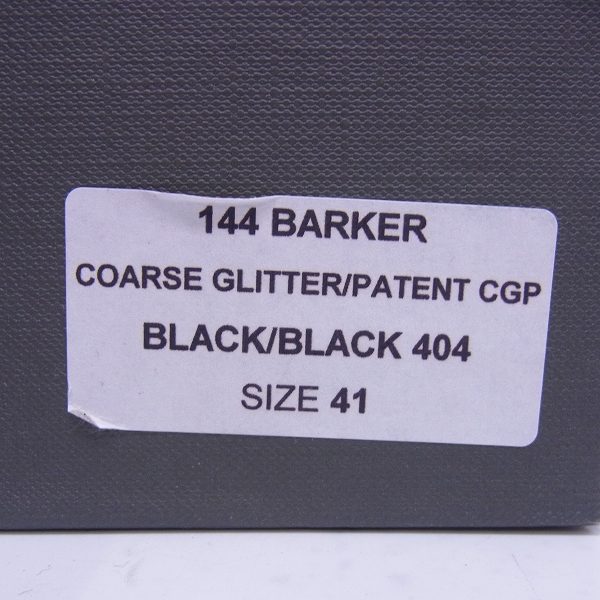 144 BARKER
COARSE GLITTER/PATENT CGP
BLACK/BLACK 404
SIZE 41